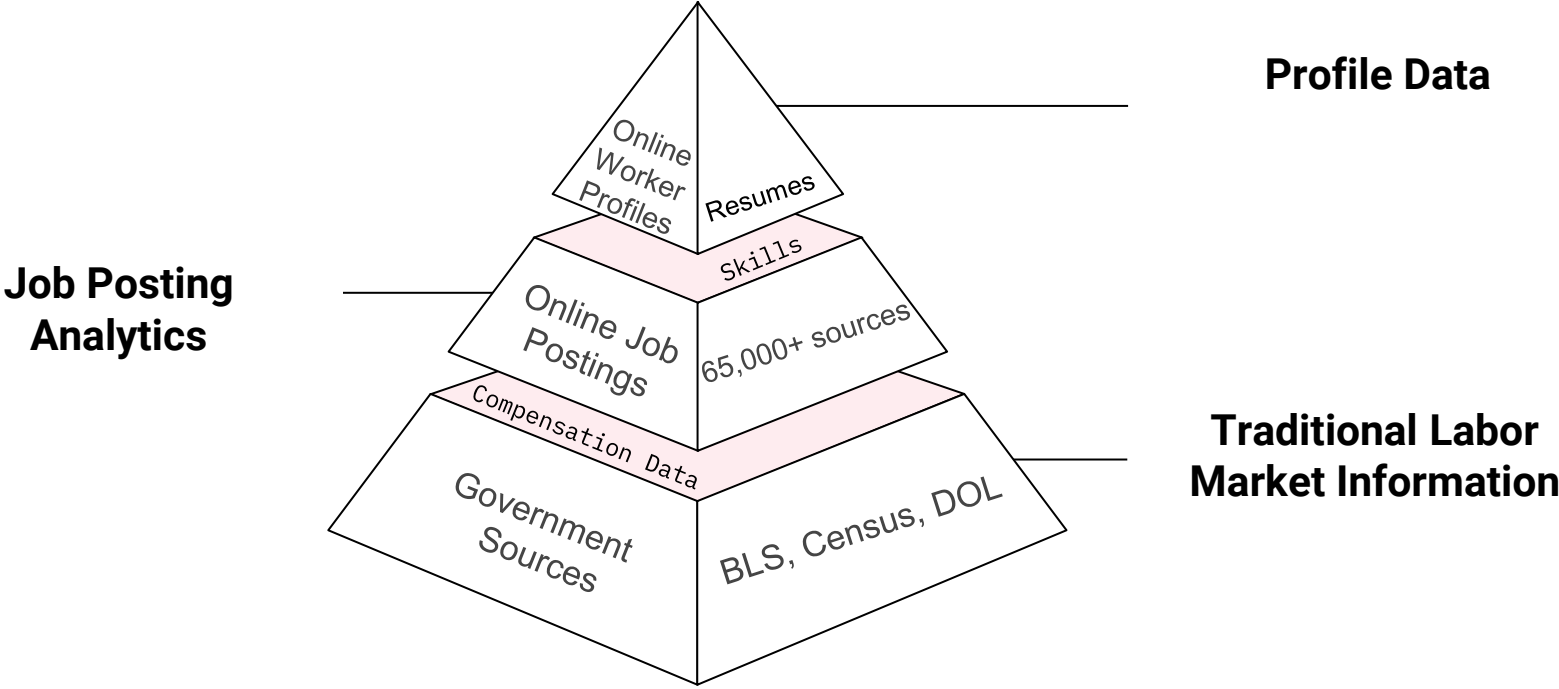 Profile Data
Online
Worker
Profiles
Resumes
Skills
Job Posting
Analytics
Online Job
Postings
65,000+ sources
Compensation Data
Traditional Labor
Market Information
Government
Sources
BLS, Census, DOL